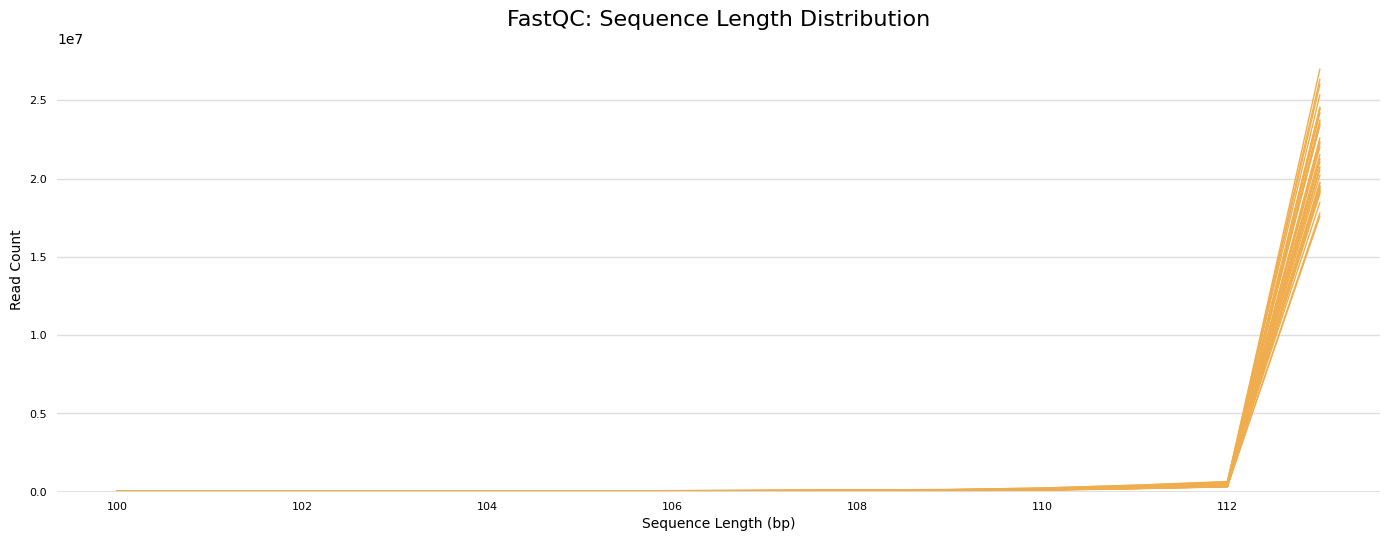 FastQC: Sequence Length Distribution
1e7
2.5
2.0
1.5
1.0
0.5
0.0
Read Count
100 102 104 106 108 110 112
Sequence Length (bp)